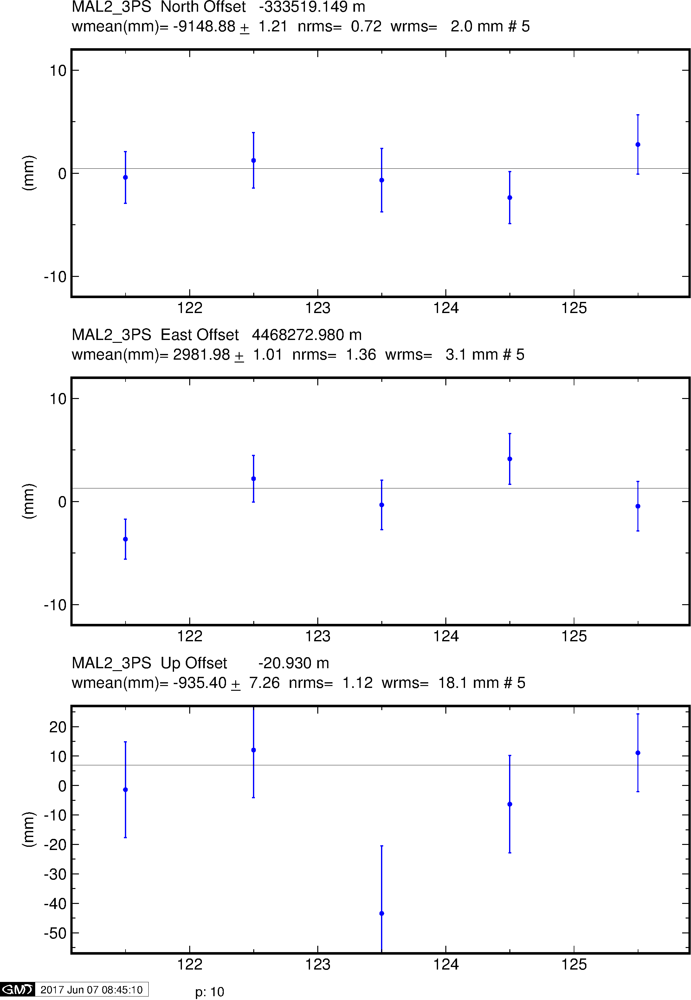 MAL2_3PS North Offset -333519.149 m
wmean(mm)= -9148.88 ± 1.21 nrms= 0.72 wrms= 2.0 mm # 5
10
0
-10
(mm)
122 123 124 125
MAL2_3PS East Offset 4468272.980 m
wmean(mm)= 2981.98 ± 1.01 nrms= 1.36 wrms= 3.1 mm # 5
10
0
-10
(mm)
122 123 124 125
MAL2_3PS Up Offset -20.930 m
wmean(mm)= -935.40 ± 7.26 nrms= 1.12 wrms= 18.1 mm # 5
20
10
0
-10
-20
-30
-40
-50
(mm)
122 123 124 125
GMT 2017 Jun 07 08:45:10 p: 10